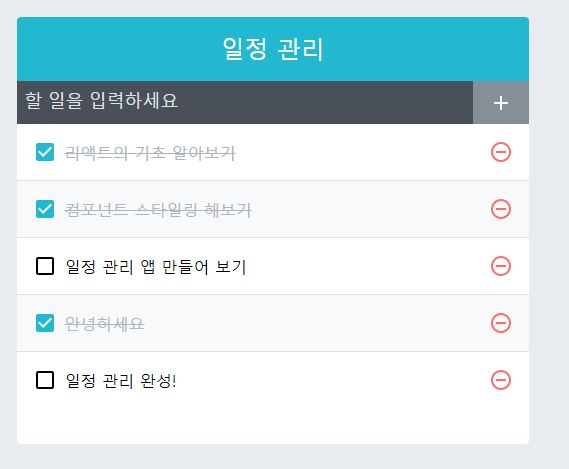 일정 관리
할 일을 입력하세요
리액트의 기초 알아보기
컴포넌트 스타일링 해보기
일정 관리 앱 만들어 보기
안녕하세요
일정 관리 완성!